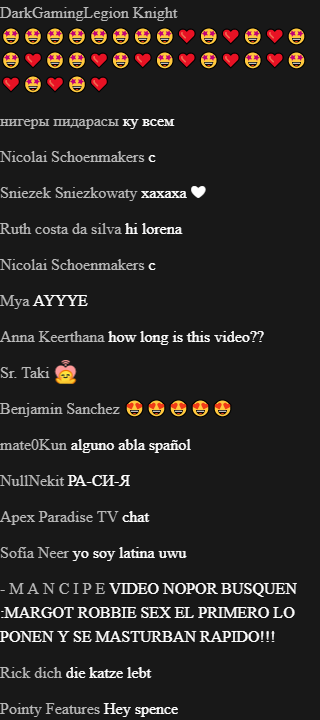 DarkGamingLegion Knight
🤩🤩🤩🤩🤩🤩🤩🤩❤️🤩❤️🤩❤️🤩
🤩❤️🤩🤩❤️🤩❤️🤩❤️🤩❤️🤩❤️🤩
❤️🤩❤️🤩❤️
нигеры пидарасы ку всем
Nicolai Schoenmakers c
Sniezek Sniezkowaty xaxaxa 🤍
Ruth costa da silva hi lorena
Nicolai Schoenmakers c
Mya AYYYE
Anna Keerthana how long is this video??
Sr. Taki
Benjamin Sanchez 😍😍😍😍😍
mate0Kun alguno abla spañol
NullNekit РА-СИ-Я
Apex Paradise TV chat
Sofía Neer yo soy latina uwu
- M A N C I P E VIDEO NOPOR BUSQUEN
:MARGOT ROBBIE SEX EL PRIMERO LO
PONEN Y SE MASTURBAN RAPIDO!!!
Rick dich die katze lebt
Pointy Features Hey spence